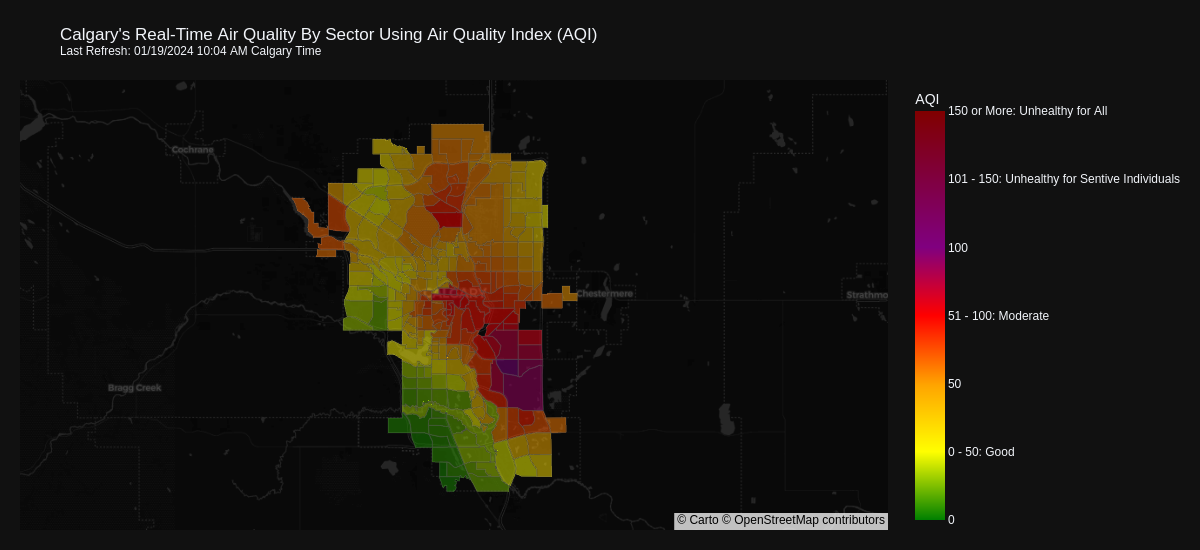 Calgary's Real-Time Air Quality By Sector Using Air Quality Index (AQI)
Last Refresh: 01/19/2024 10:04 AM Calgary Time
AQI
150 or More: Unhealthy for All
Cochrane
101 - 150: Unhealthy for Sentive Individuals
100
CALGARY
Chestermere
Strathmo
51 - 100: Moderate
50
Bragg Creek
0 - 50: Good
0
© Carto © OpenStreetMap contributors